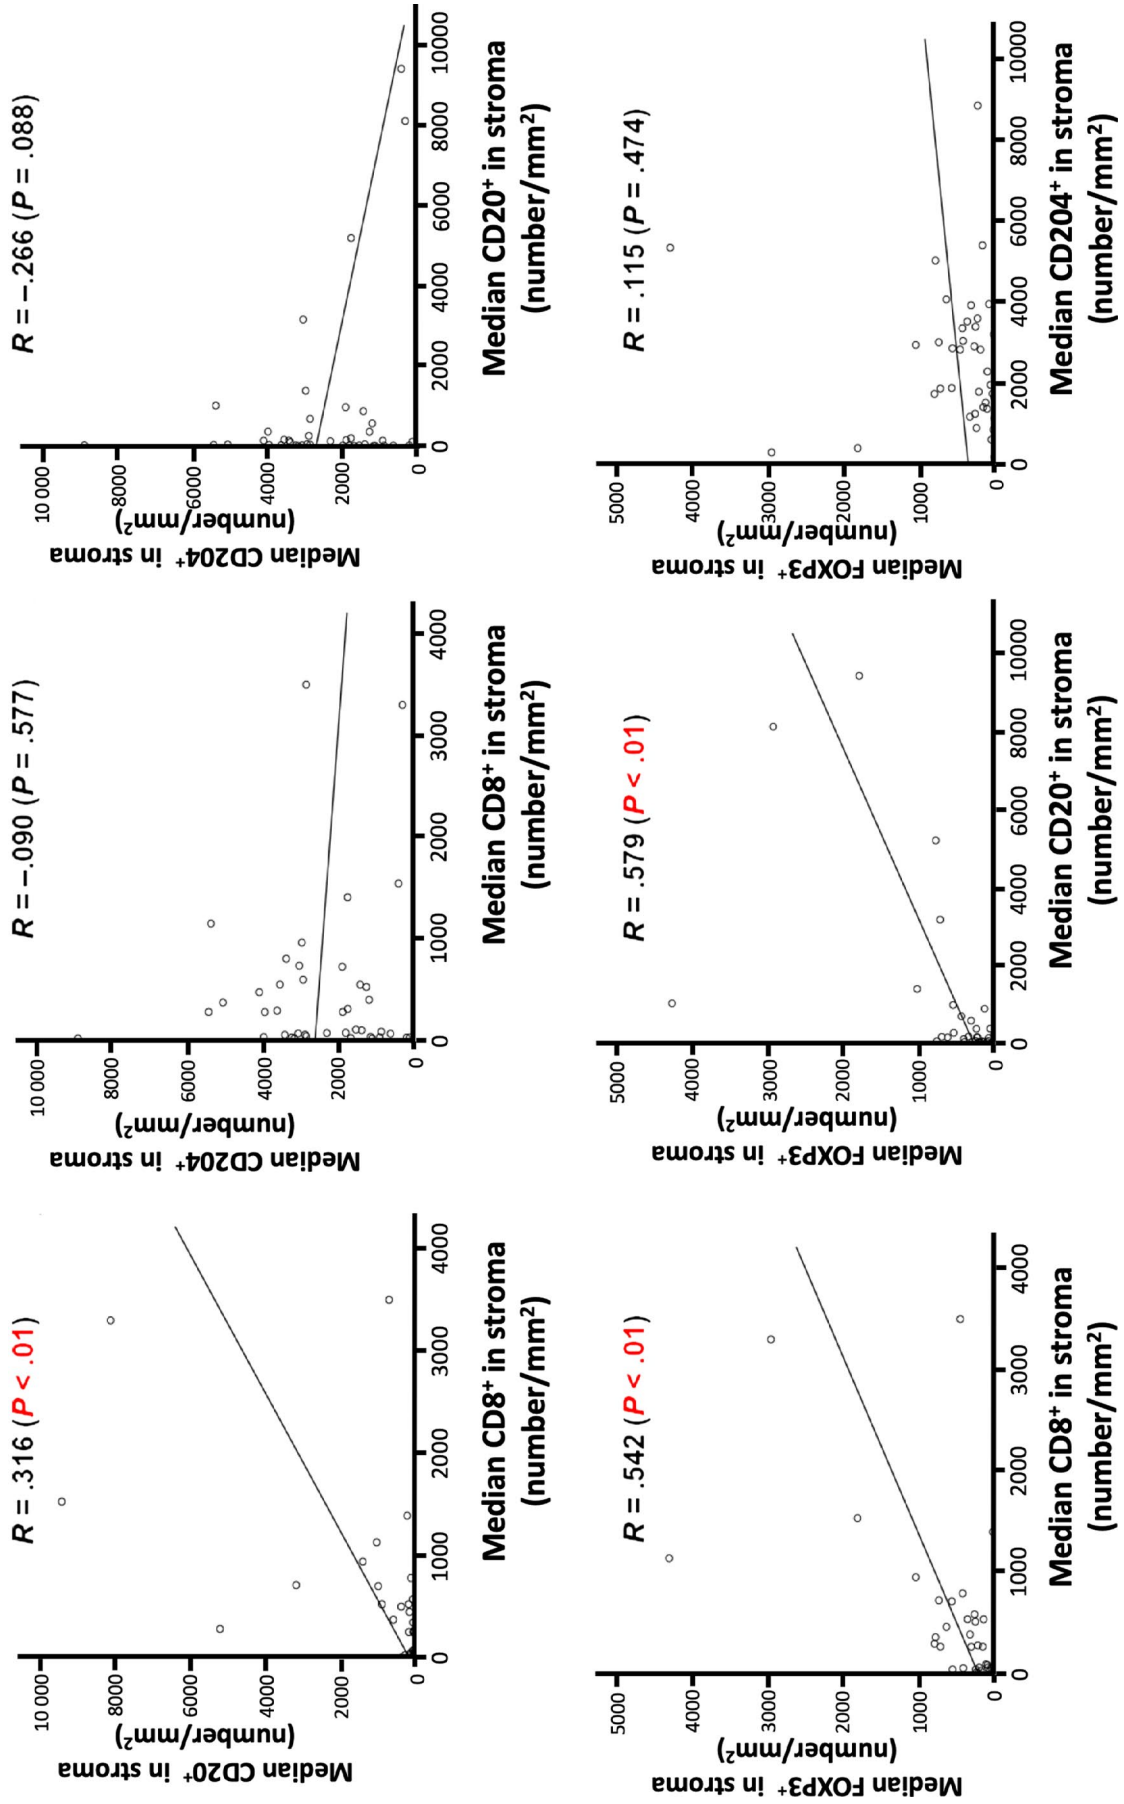 R = .316 (P < .01)
Median CD20⁺ in stroma
(number/mm²)
10 000
8000
6000
4000
2000
0
0
1000
2000
3000
4000
Median CD8⁺ in stroma
(number/mm²)
R = −.090 (P = .577)
Median CD204⁺ in stroma
(number/mm²)
10 000
8000
6000
4000
2000
0
0
1000
2000
3000
4000
Median CD8⁺ in stroma
(number/mm²)
R = −.266 (P = .088)
Median CD204⁺ in stroma
(number/mm²)
10 000
8000
6000
4000
2000
0
0
2000
4000
6000
8000
10000
Median CD20⁺ in stroma
(number/mm²)
R = .542 (P < .01)
Median FOXP3⁺ in stroma
(number/mm²)
5000
4000
3000
2000
1000
0
0
1000
2000
3000
4000
Median CD8⁺ in stroma
(number/mm²)
R = .579 (P < .01)
Median FOXP3⁺ in stroma
(number/mm²)
5000
4000
3000
2000
1000
0
0
2000
4000
6000
8000
10000
Median CD20⁺ in stroma
(number/mm²)
R = .115 (P = .474)
Median FOXP3⁺ in stroma
(number/mm²)
5000
4000
3000
2000
1000
0
0
2000
4000
6000
8000
10000
Median CD204⁺ in stroma
(number/mm²)